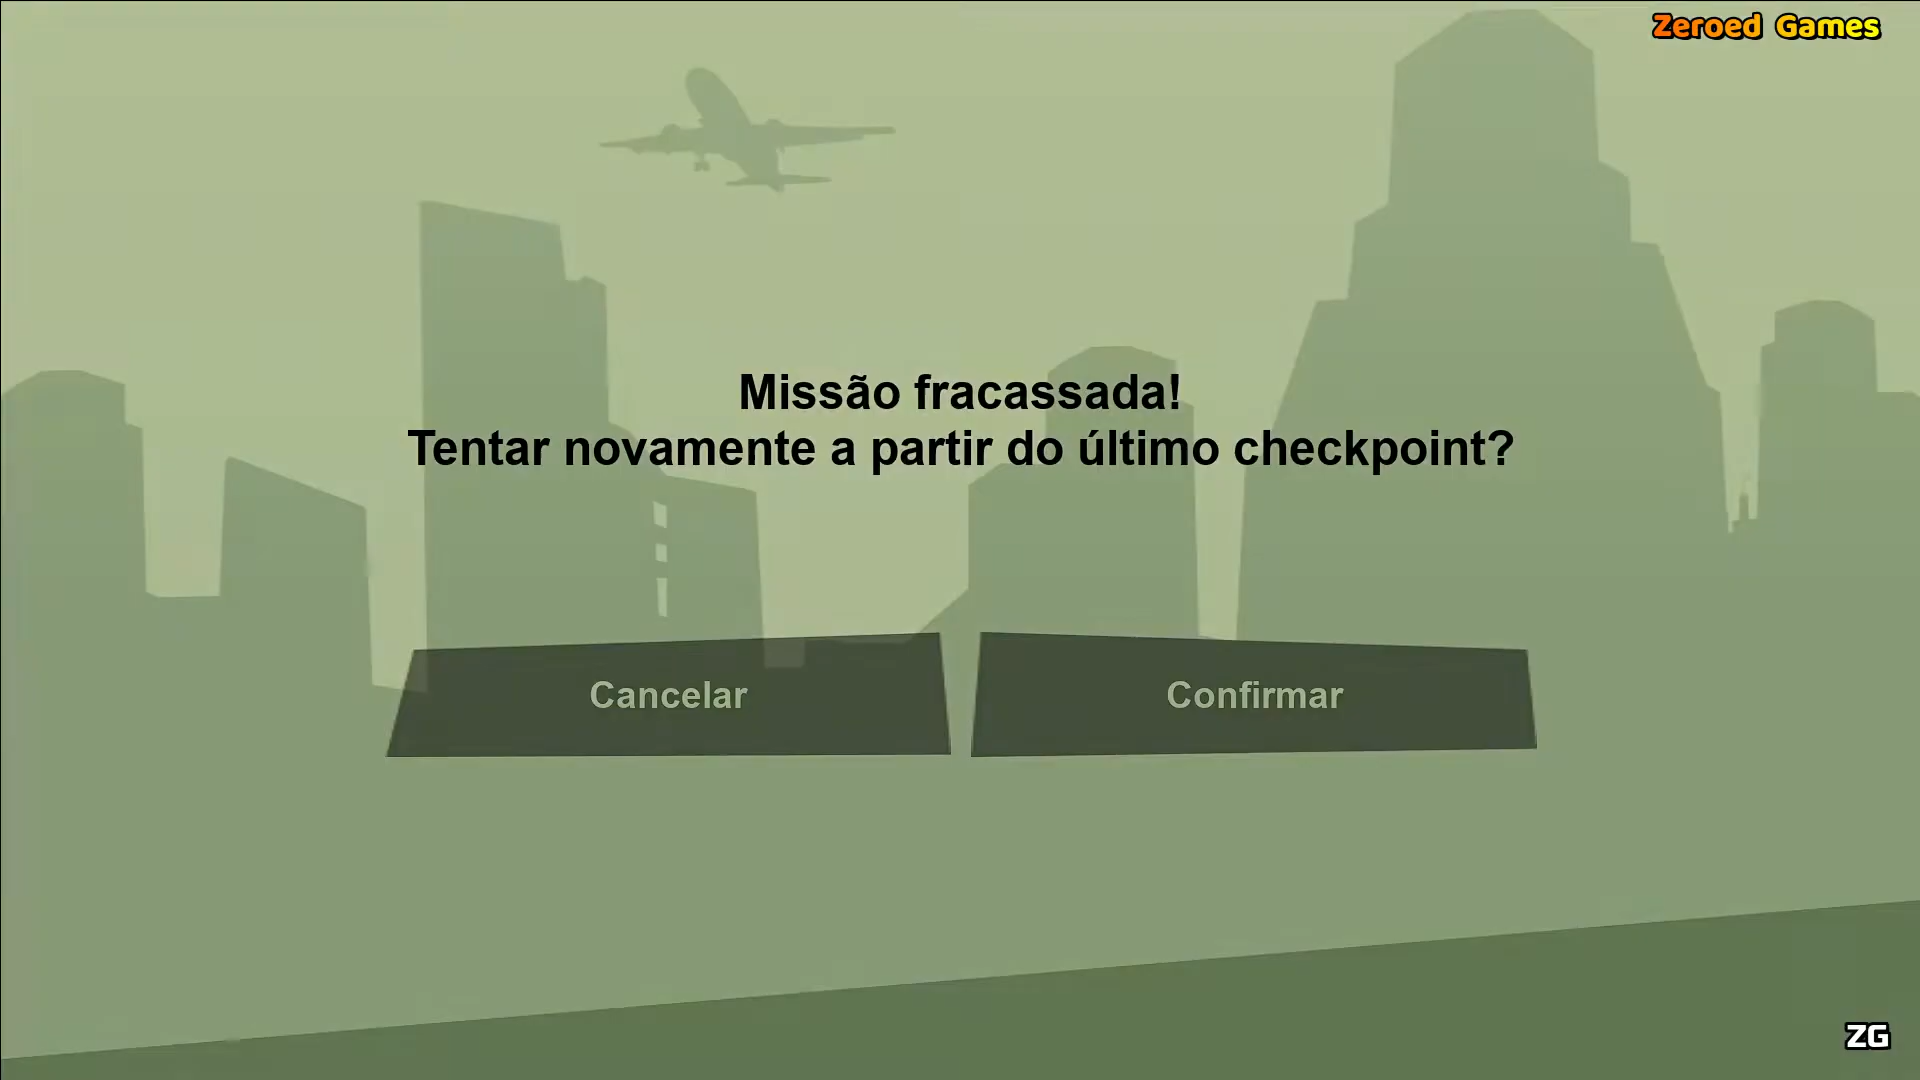 Zeroed Games
Missão fracassada!
Tentar novamente a partir do último checkpoint?
Cancelar
Confirmar
ZG